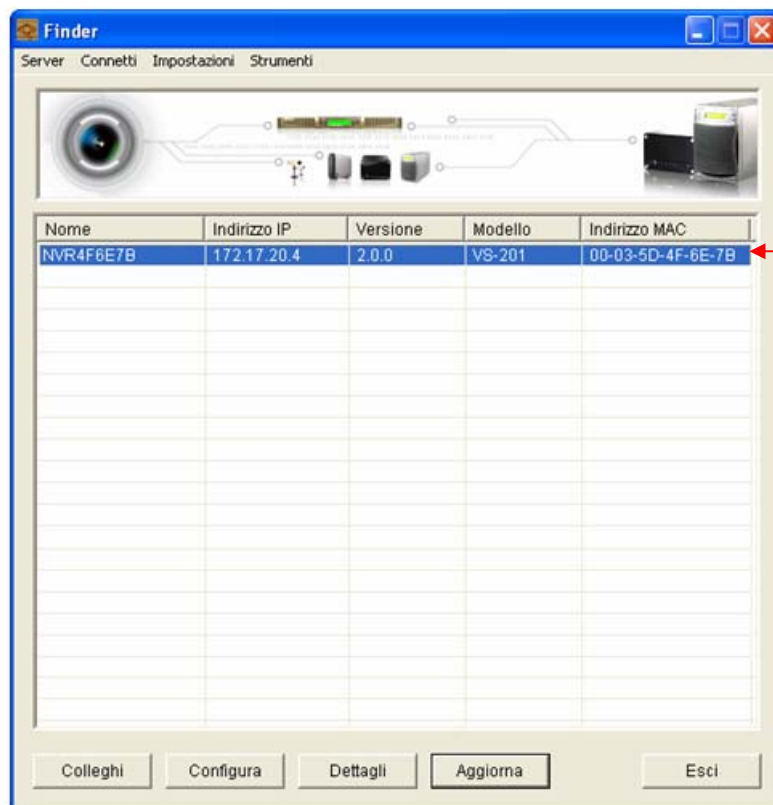 Finder
Server Connetti Impostazioni Strumenti
Nome Indirizzo IP Versione Modello Indirizzo MAC
NVR4F6E7B 172.17.20.4 2.0.0 VS-201 00-03-5D-4F-6E-7B
Colleghi Configura Dettagli Aggiorna Esci